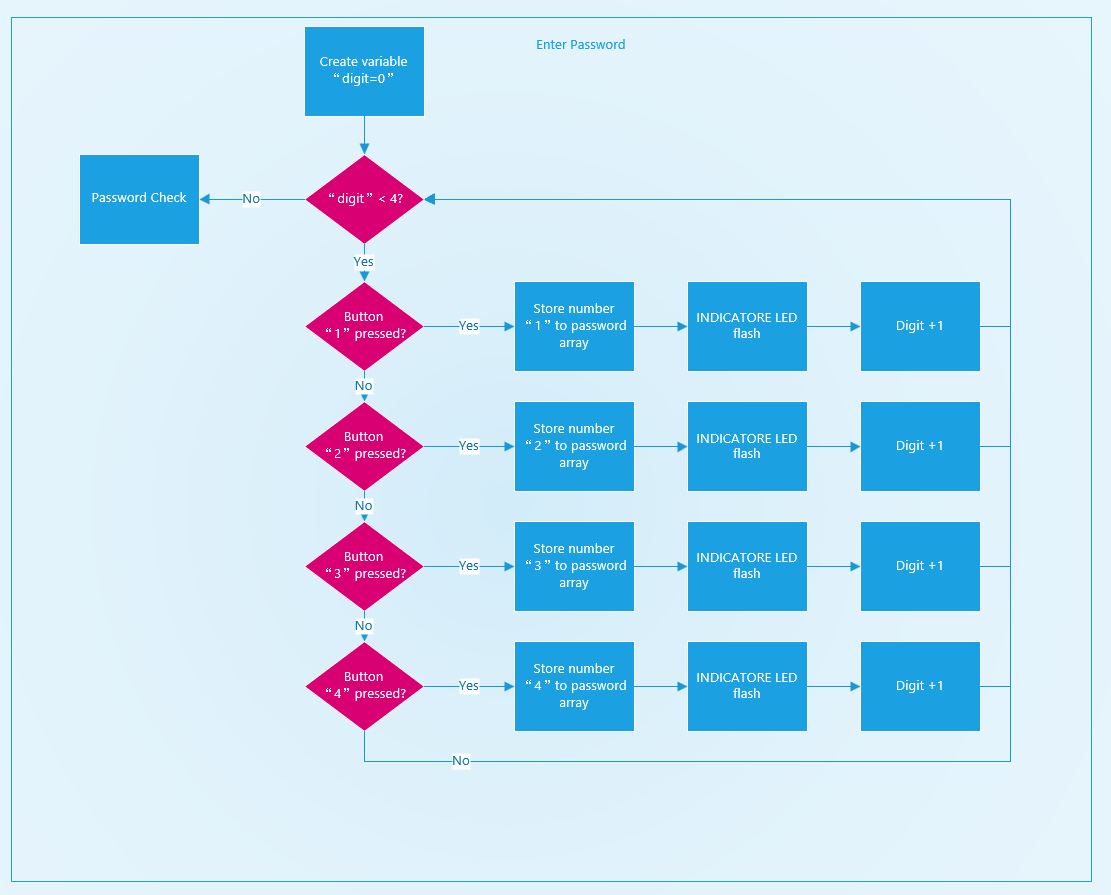 Enter Password
Create variable
“digit=0”
Password Check
No
“digit” < 4?
Yes
Button
“1” pressed?
Yes
Store number
“1” to password
array
INDICATORE LED
flash
Digit +1
No
Button
“2” pressed?
Yes
Store number
“2” to password
array
INDICATORE LED
flash
Digit +1
No
Button
“3” pressed?
Yes
Store number
“3” to password
array
INDICATORE LED
flash
Digit +1
No
Button
“4” pressed?
Yes
Store number
“4” to password
array
INDICATORE LED
flash
Digit +1
No